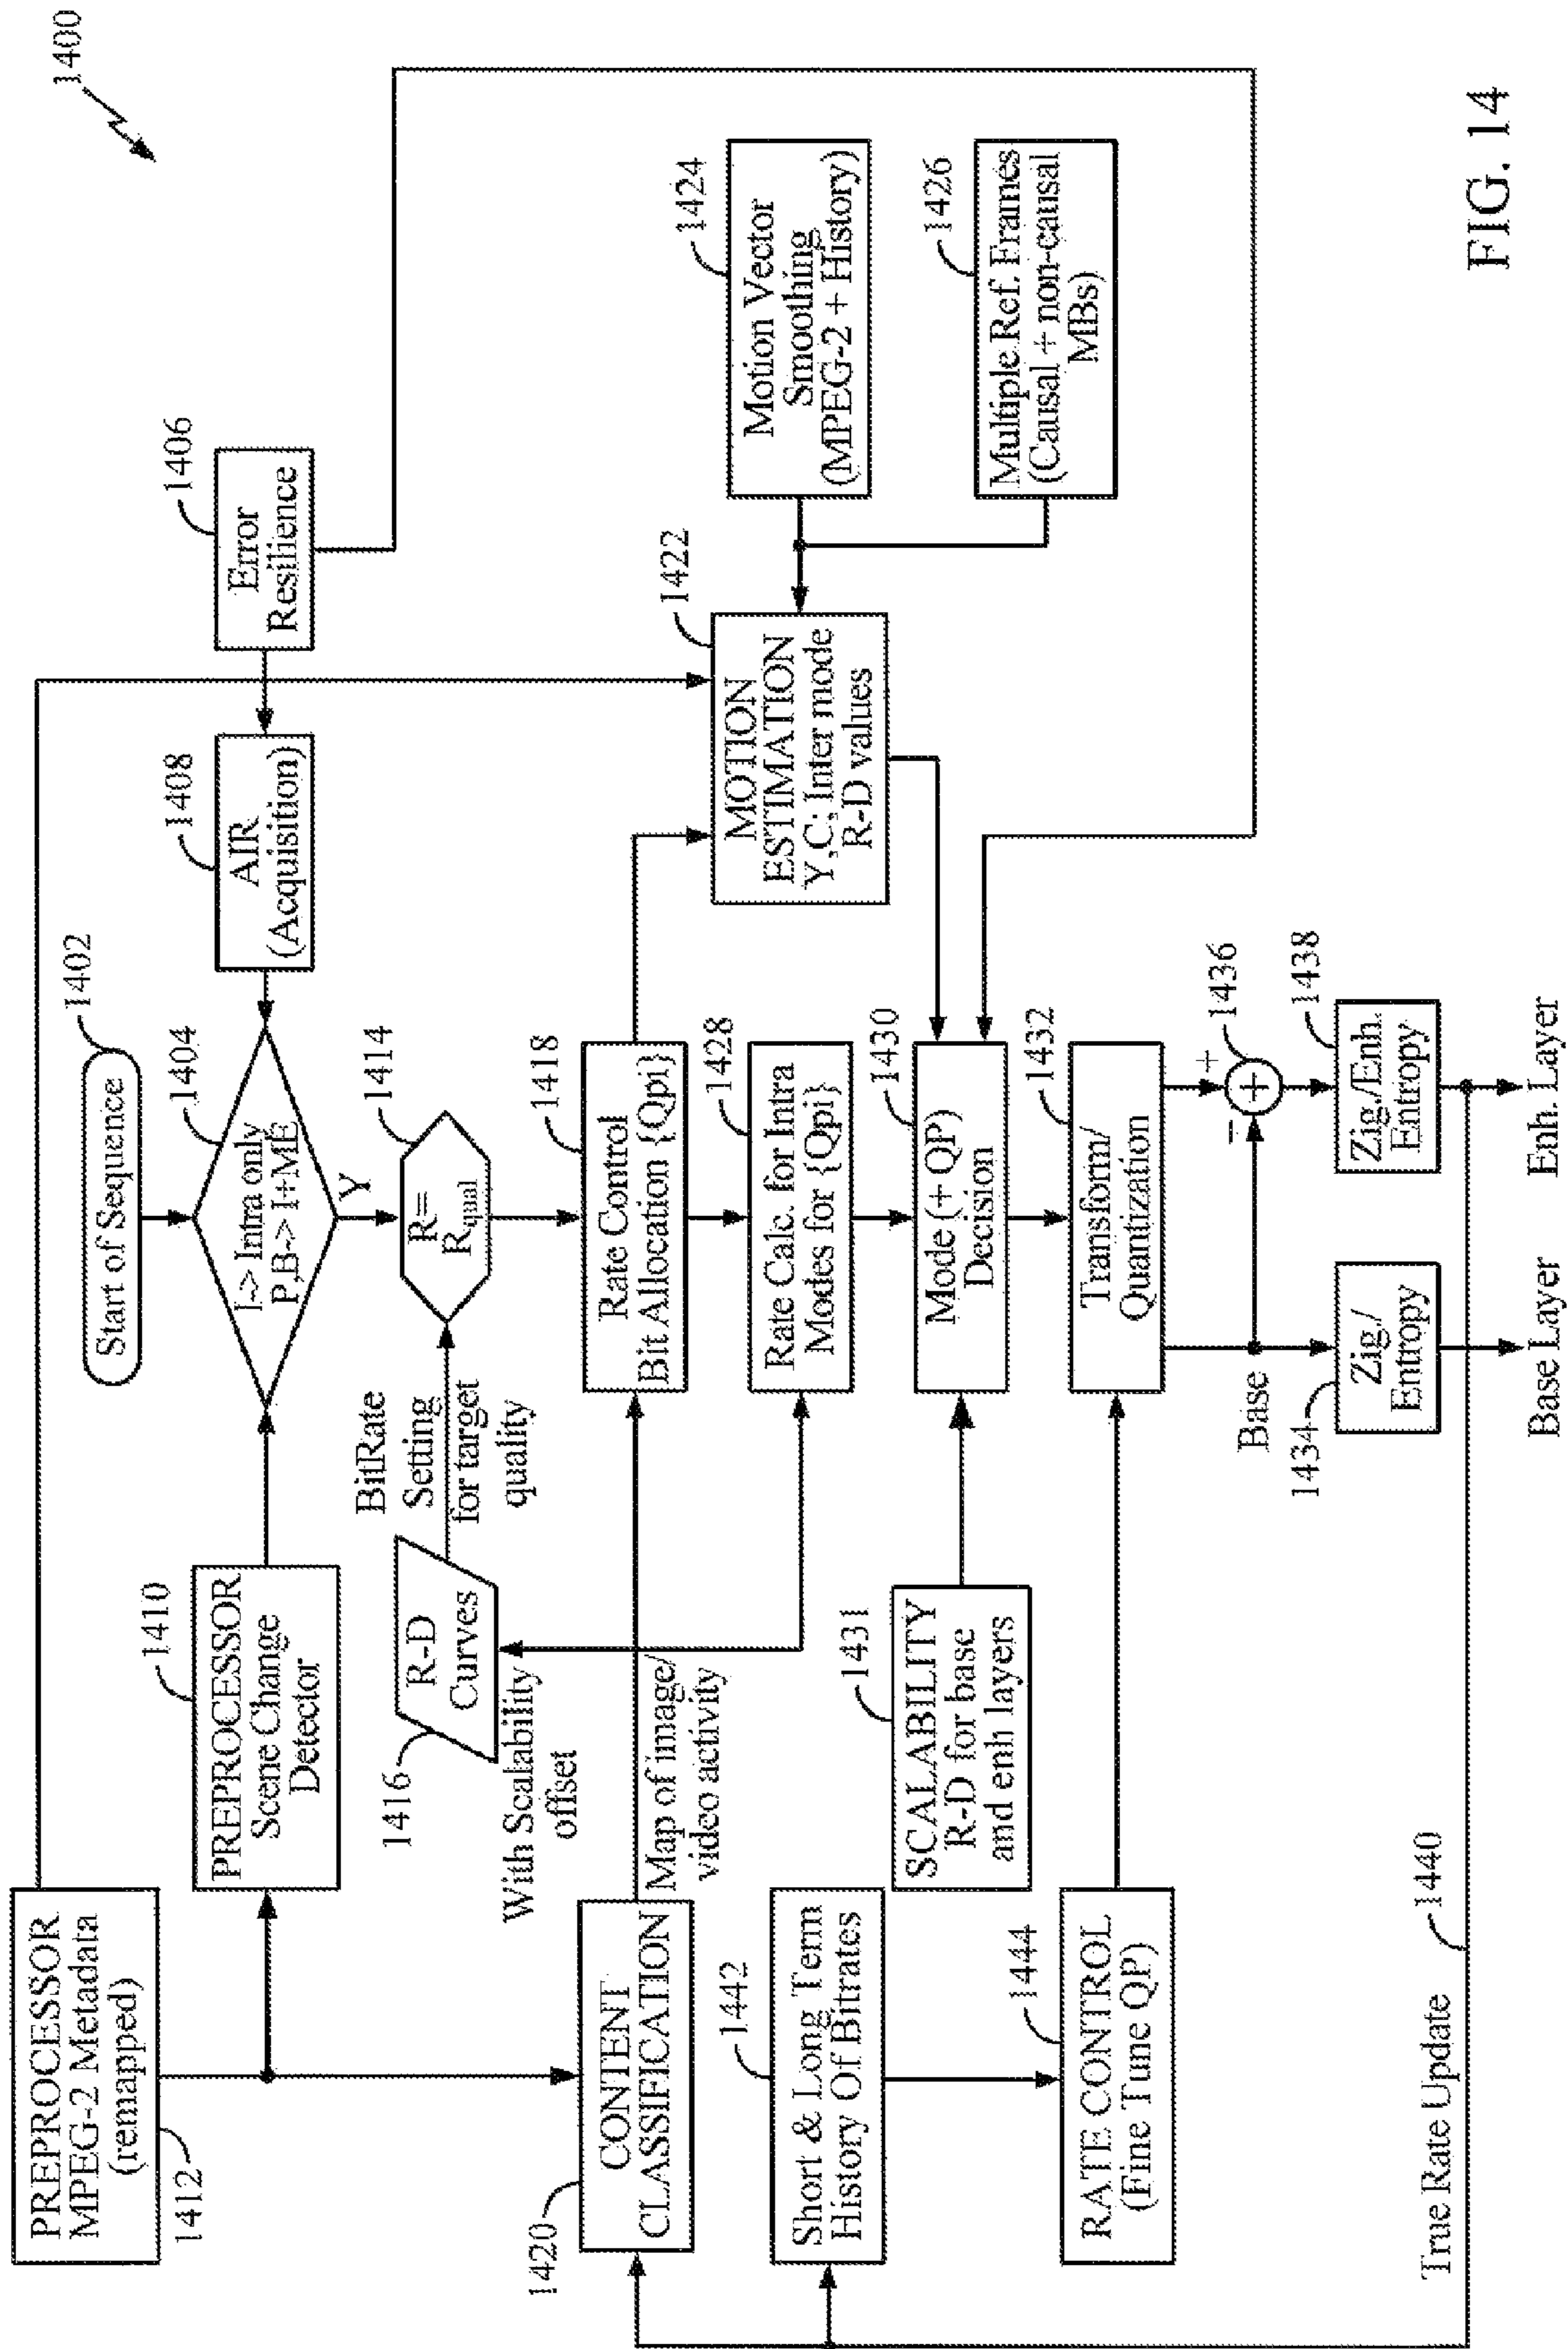 1400
1402
Start of Sequence
PREPROCESSOR
MPEG-2 Metadata
(remapped)
1412
PREPROCESSOR
Scene Change
Detector
1410
I-> Intra only
P,B-> I+ME
1404
AIR
(Acquisition)
1408
Error
Resilience
1406
Y
R=
R_qual
1414
BitRate
Setting
for target
quality
R-D
Curves
1416
With Scalability
offset
CONTENT
CLASSIFICATION
1420
Map of image/
video activity
Rate Control
Bit Allocation {Qpi}
1418
MOTION
ESTIMATION
Y,C; Inter mode
R-D values
1422
Motion Vector
Smoothing
(MPEG-2 + History)
1424
Multiple Ref. Frames
(Causal + non-causal
MBs)
1426
Rate Calc. for Intra
Modes for {Qpi}
1428
Short & Long Term
History Of Bitrates
1442
SCALABILITY
R-D for base
and enh layers
1431
Mode (+ QP)
Decision
1430
RATE CONTROL
(Fine Tune QP)
1444
Transform/
Quantization
1432
Base
+
−
+
1436
1434
Zig./
Entropy
Zig./Enh.
Entropy
1438
True Rate Update
1440
Base Layer
Enh. Layer
FIG. 14